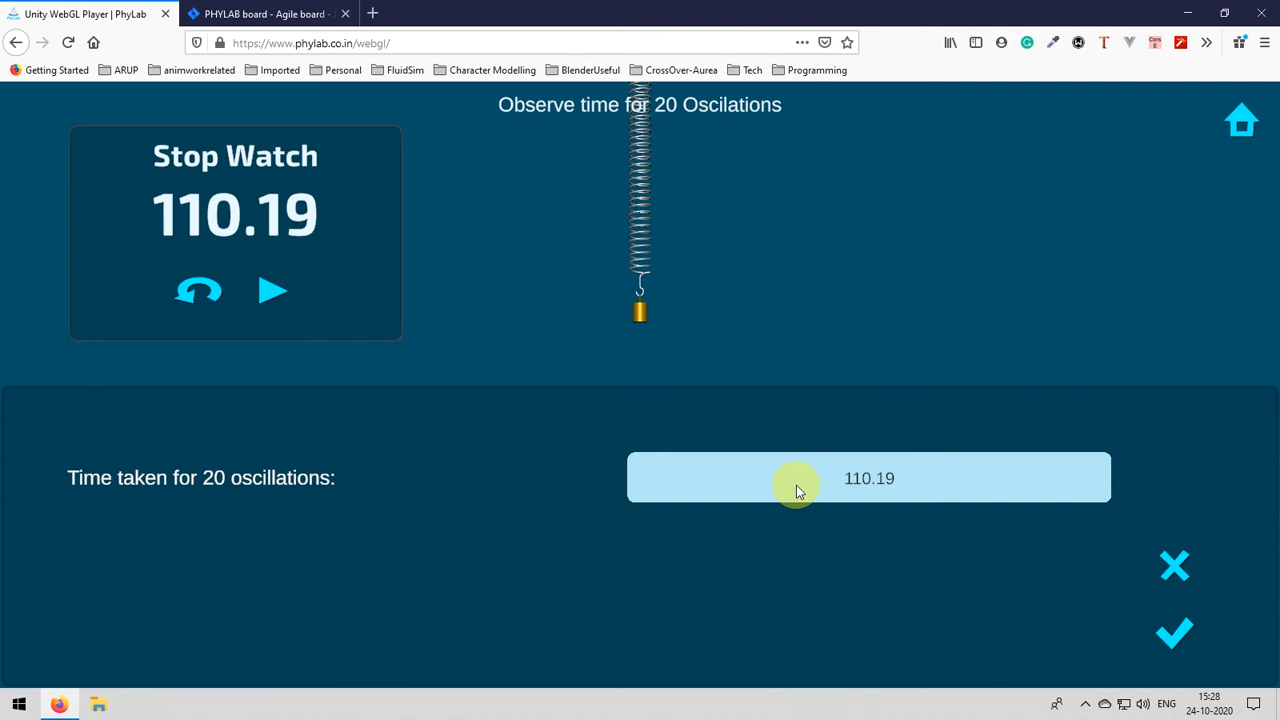 Unity WebGL Player | PhyLab
PHYLAB board - Agile board -
https://www.phylab.co.in/webgl/
Getting Started
ARUP
animworkrelated
Imported
Personal
FluidSim
Character Modelling
BlenderUseful
CrossOver-Aurea
Tech
Programming
Observe time for 20 Oscilations
Stop Watch
110.19
Time taken for 20 oscillations:
110.19
ENG
15:28
24-10-2020